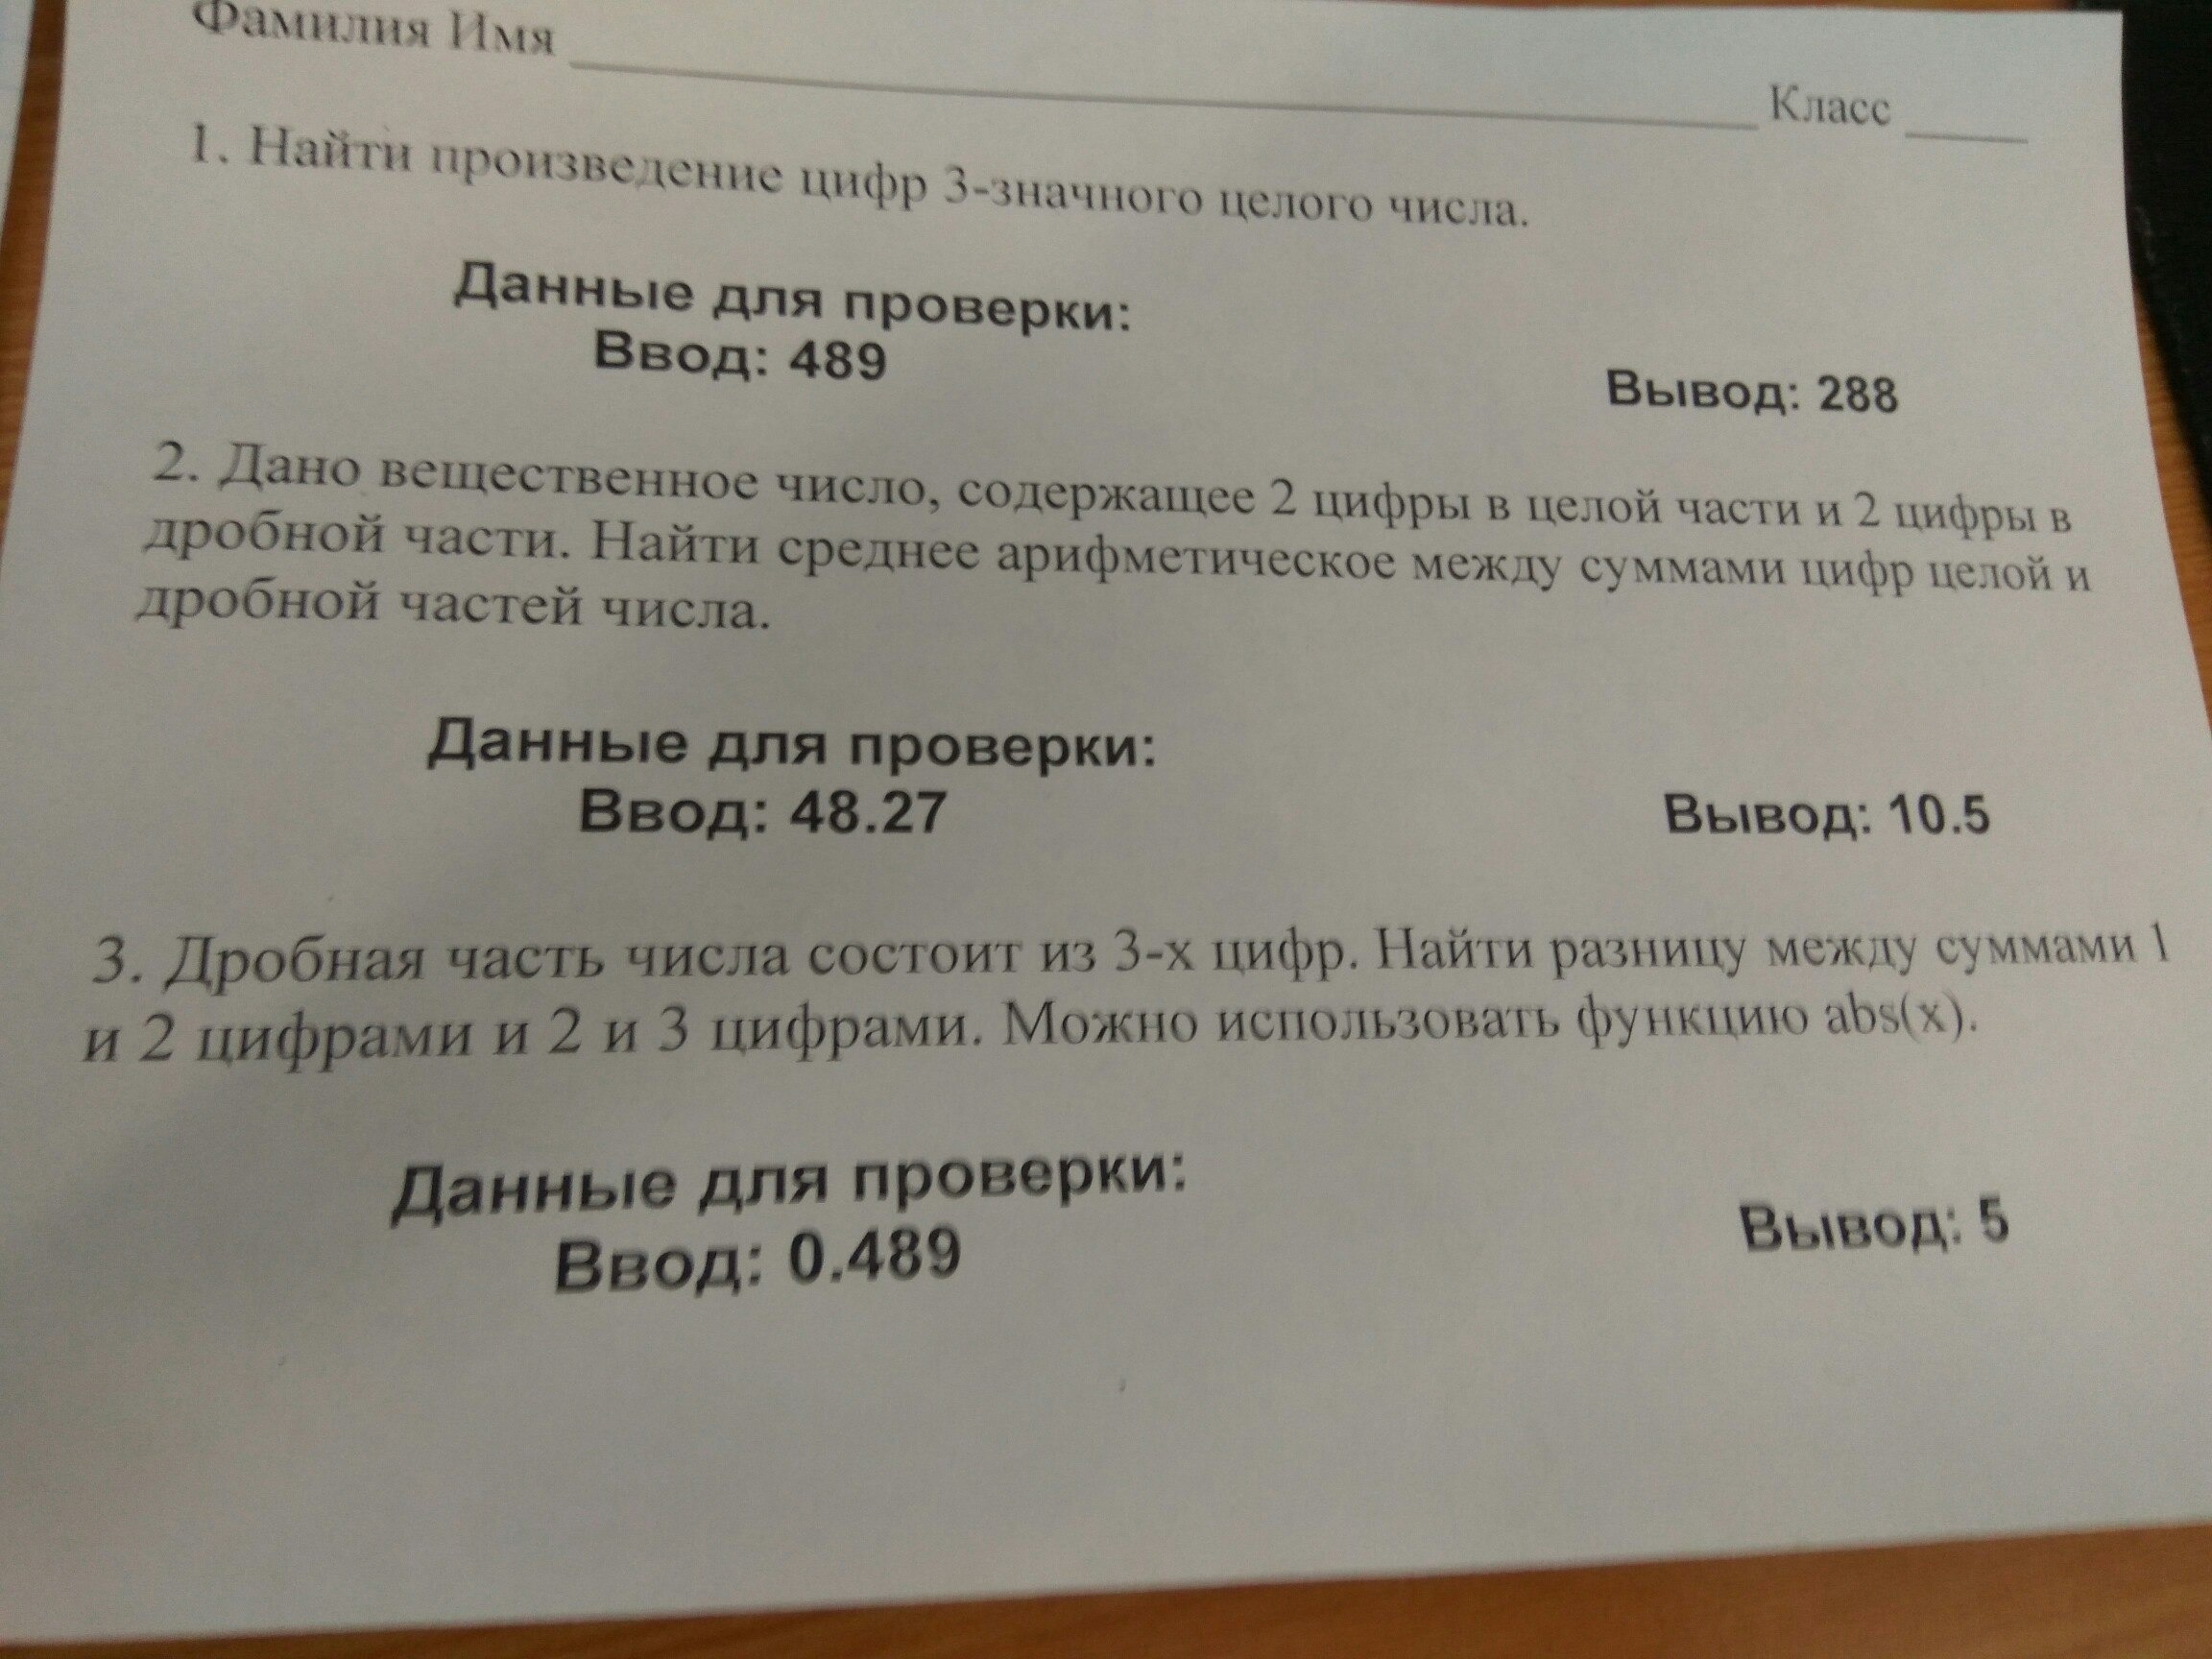 Фамилия Имя Класс
1. Найти произведение цифр 3-значного целого числа.
Данные для проверки:
Ввод: 489 Вывод: 288
2. Дано вещественное число, содержащее 2 цифры в целой части и 2 цифры в
дробной части. Найти среднее арифметическое между суммами цифр целой и
дробной частей числа.
Данные для проверки:
Ввод: 48.27 Вывод: 10.5
3. Дробная часть числа состоит из 3-х цифр. Найти разницу между суммами 1
и 2 цифрами и 2 и 3 цифрами. Можно использовать функцию abs(x).
Данные для проверки:
Ввод: 0.489 Вывод: 5